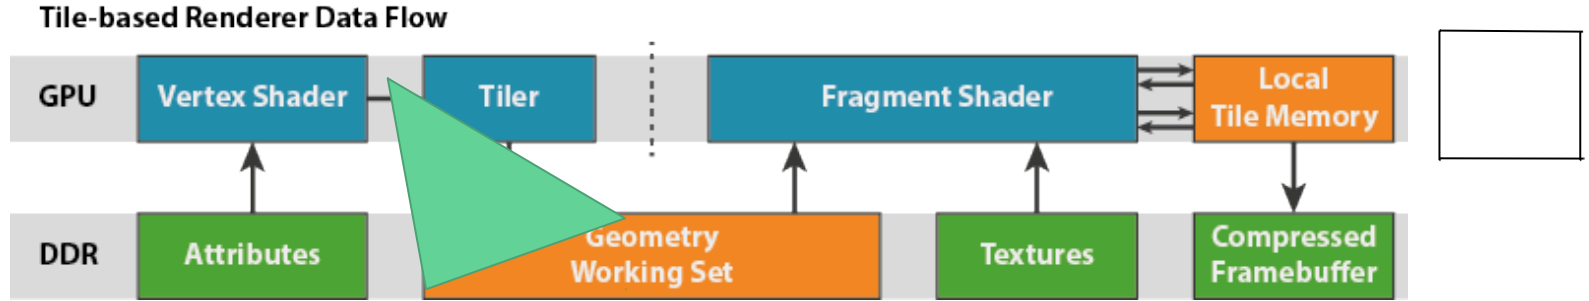 Tile-based Renderer Data Flow
GPU
Vertex Shader
Tiler
Fragment Shader
Local
Tile Memory
DDR
Attributes
Geometry
Working Set
Textures
Compressed
Framebuffer